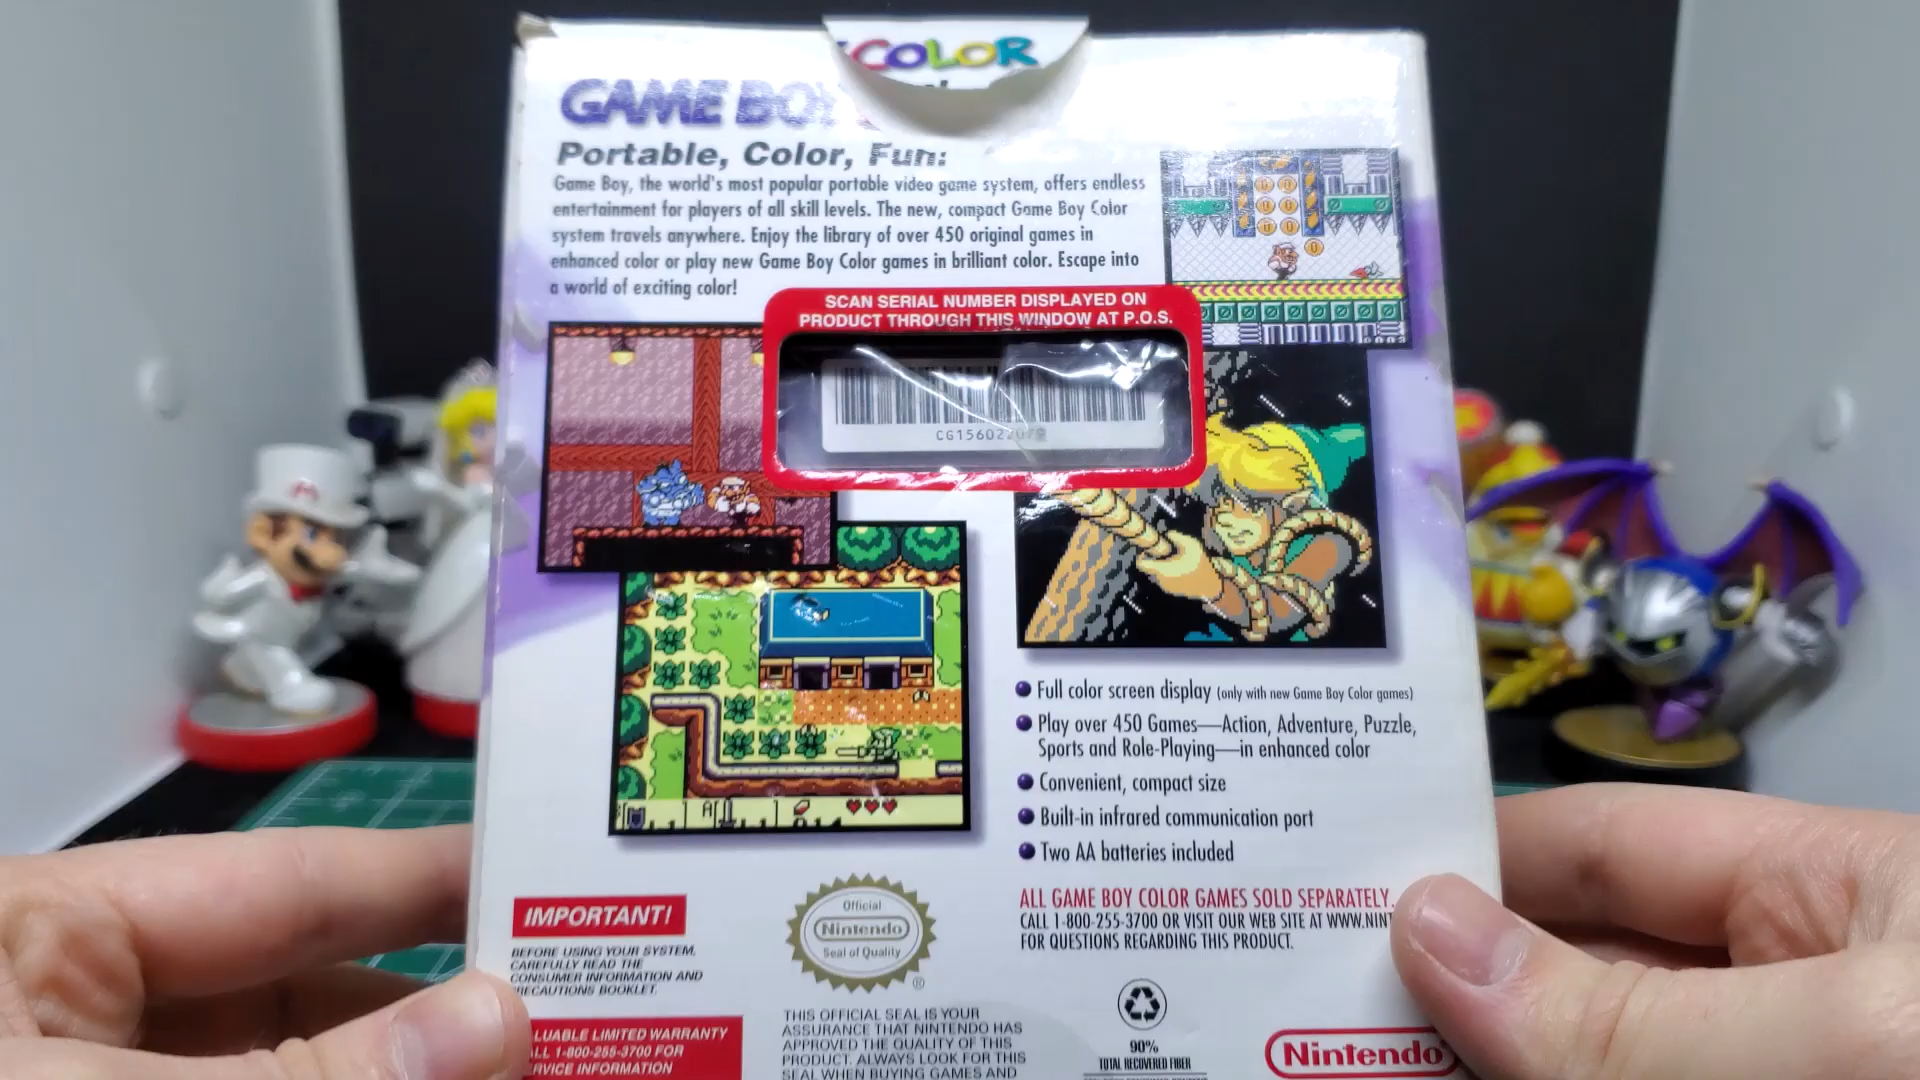 COLOR
GAME BOY
Portable, Color, Fun:
Game Boy, the world's most popular portable video game system, offers endless
entertainment for players of all skill levels. The new, compact Game Boy Color
system travels anywhere. Enjoy the library of over 450 original games in
enhanced color or play new Game Boy Color games in brilliant color. Escape into
a world of exciting color!
SCAN SERIAL NUMBER DISPLAYED ON
PRODUCT THROUGH THIS WINDOW AT P.O.S.
Full color screen display (only with new Game Boy Color games)
Play over 450 Games—Action, Adventure, Puzzle,
Sports and Role-Playing—in enhanced color
Convenient, compact size
Built-in infrared communication port
Two AA batteries included
ALL GAME BOY COLOR GAMES SOLD SEPARATELY.
CALL 1-800-255-3700 OR VISIT OUR WEB SITE AT WWW.NINT
FOR QUESTIONS REGARDING THIS PRODUCT.
IMPORTANT!
BEFORE USING YOUR SYSTEM,
CAREFULLY READ THE
CONSUMER INFORMATION AND
RECAUTIONS BOOKLET.
LUABLE LIMITED WARRANTY
LL 1-800-255-3700 FOR
RVICE INFORMATION
Official
Nintendo
Seal of Quality
®
THIS OFFICIAL SEAL IS YOUR
ASSURANCE THAT NINTENDO HAS
APPROVED THE QUALITY OF THIS
PRODUCT. ALWAYS LOOK FOR THIS
SEAL WHEN BUYING GAMES AND
90%
TOTAL RECOVERED FIBER
Nintendo